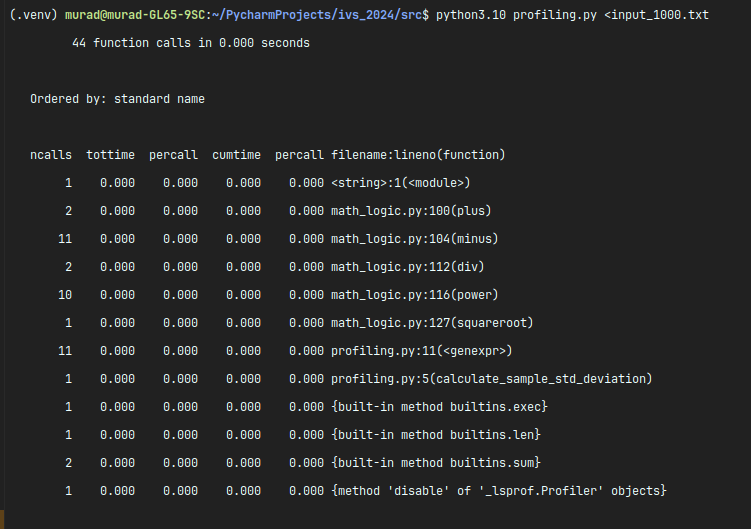 (.venv) murad@murad-GL65-9SC:~/PycharmProjects/ivs_2024/src$ python3.10 profiling.py <input_1000.txt
44 function calls in 0.000 seconds
Ordered by: standard name
ncalls tottime percall cumtime percall filename:lineno(function)
1 0.000 0.000 0.000 0.000 <string>:1(<module>)
2 0.000 0.000 0.000 0.000 math_logic.py:100(plus)
11 0.000 0.000 0.000 0.000 math_logic.py:104(minus)
2 0.000 0.000 0.000 0.000 math_logic.py:112(div)
10 0.000 0.000 0.000 0.000 math_logic.py:116(power)
1 0.000 0.000 0.000 0.000 math_logic.py:127(squareroot)
11 0.000 0.000 0.000 0.000 profiling.py:11(<genexpr>)
1 0.000 0.000 0.000 0.000 profiling.py:5(calculate_sample_std_deviation)
1 0.000 0.000 0.000 0.000 {built-in method builtins.exec}
1 0.000 0.000 0.000 0.000 {built-in method builtins.len}
2 0.000 0.000 0.000 0.000 {built-in method builtins.sum}
1 0.000 0.000 0.000 0.000 {method 'disable' of '_lsprof.Profiler' objects}